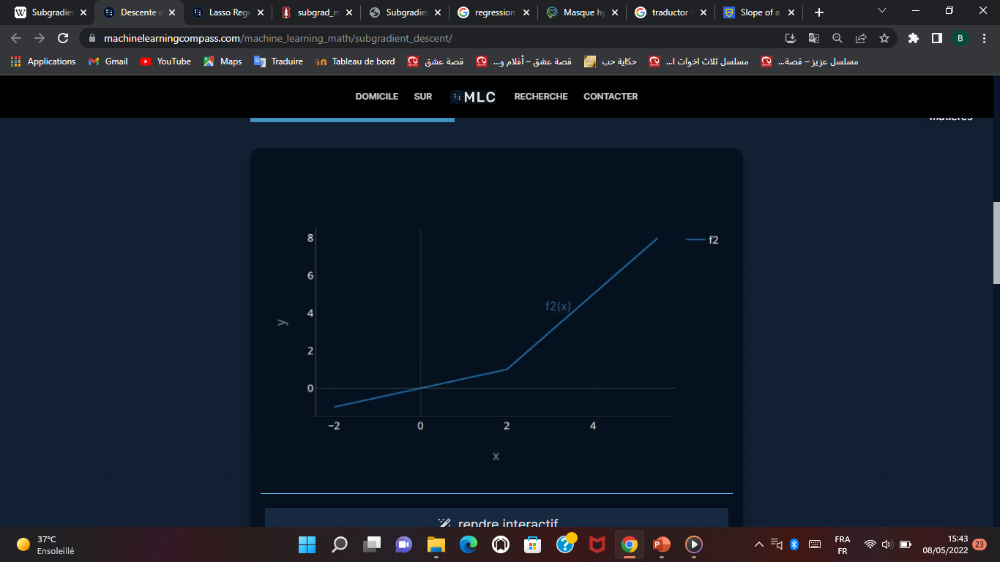 Subgradie
Descente c
Lasso Regr
subgrad_m
Subgradie
regression
Masque hy
traductor -
Slope of a
machinelearningcompass.com/machine_learning_math/subgradient_descent/
B
Applications
Gmail
YouTube
Maps
Traduire
Tableau de bord
قصة عشق
قصة عشق – أفلام و...
حكاية حب
مسلسل ثلاث اخوات ا...
مسلسل عزيز – قصة...
DOMICILE
SUR
MLC
RECHERCHE
CONTACTER
matières
8
6
4
2
0
y
f2(x)
f2
−2
0
2
4
x
rendre interactif
37°C
Ensoleillé
FRA
FR
15:43
08/05/2022
23